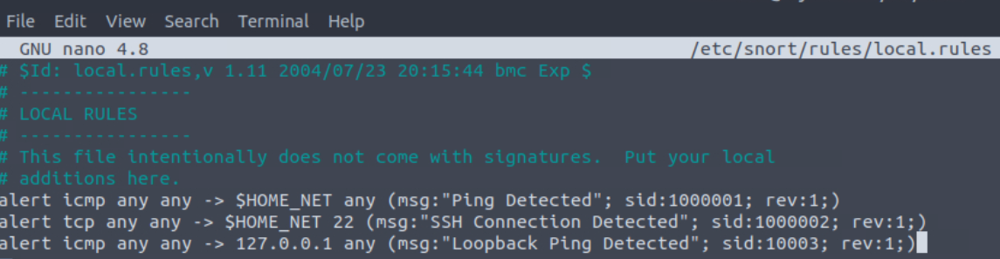 File Edit View Search Terminal Help
GNU nano 4.8 /etc/snort/rules/local.rules
# $Id: local.rules,v 1.11 2004/07/23 20:15:44 bmc Exp $
# ----------------
# LOCAL RULES
# ----------------
# This file intentionally does not come with signatures.  Put your local
# additions here.
alert icmp any any -> $HOME_NET any (msg:"Ping Detected"; sid:1000001; rev:1;)
alert tcp any any -> $HOME_NET 22 (msg:"SSH Connection Detected"; sid:1000002; rev:1;)
alert icmp any any -> 127.0.0.1 any (msg:"Loopback Ping Detected"; sid:10003; rev:1;)